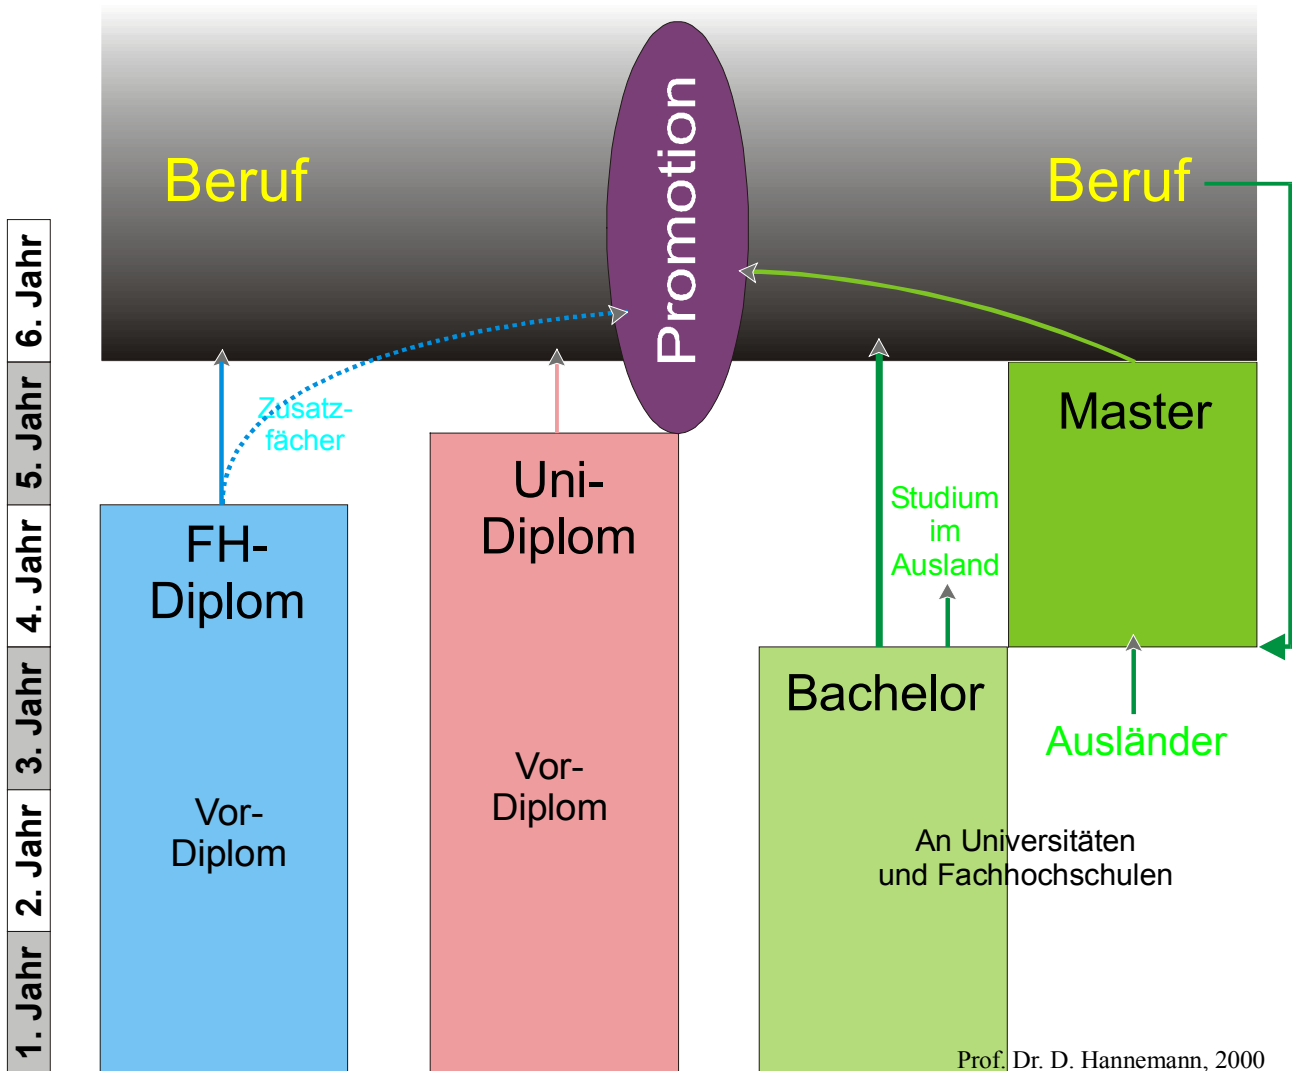 Beruf
Promotion
Beruf
6. Jahr
5. Jahr
4. Jahr
3. Jahr
2. Jahr
1. Jahr
Zusatz-
fächer
FH-
Diplom
Vor-
Diplom
Uni-
Diplom
Vor-
Diplom
Master
Studium
im
Ausland
Bachelor
Ausländer
An Universitäten
und Fachhochschulen
Prof. Dr. D. Hannemann, 2000